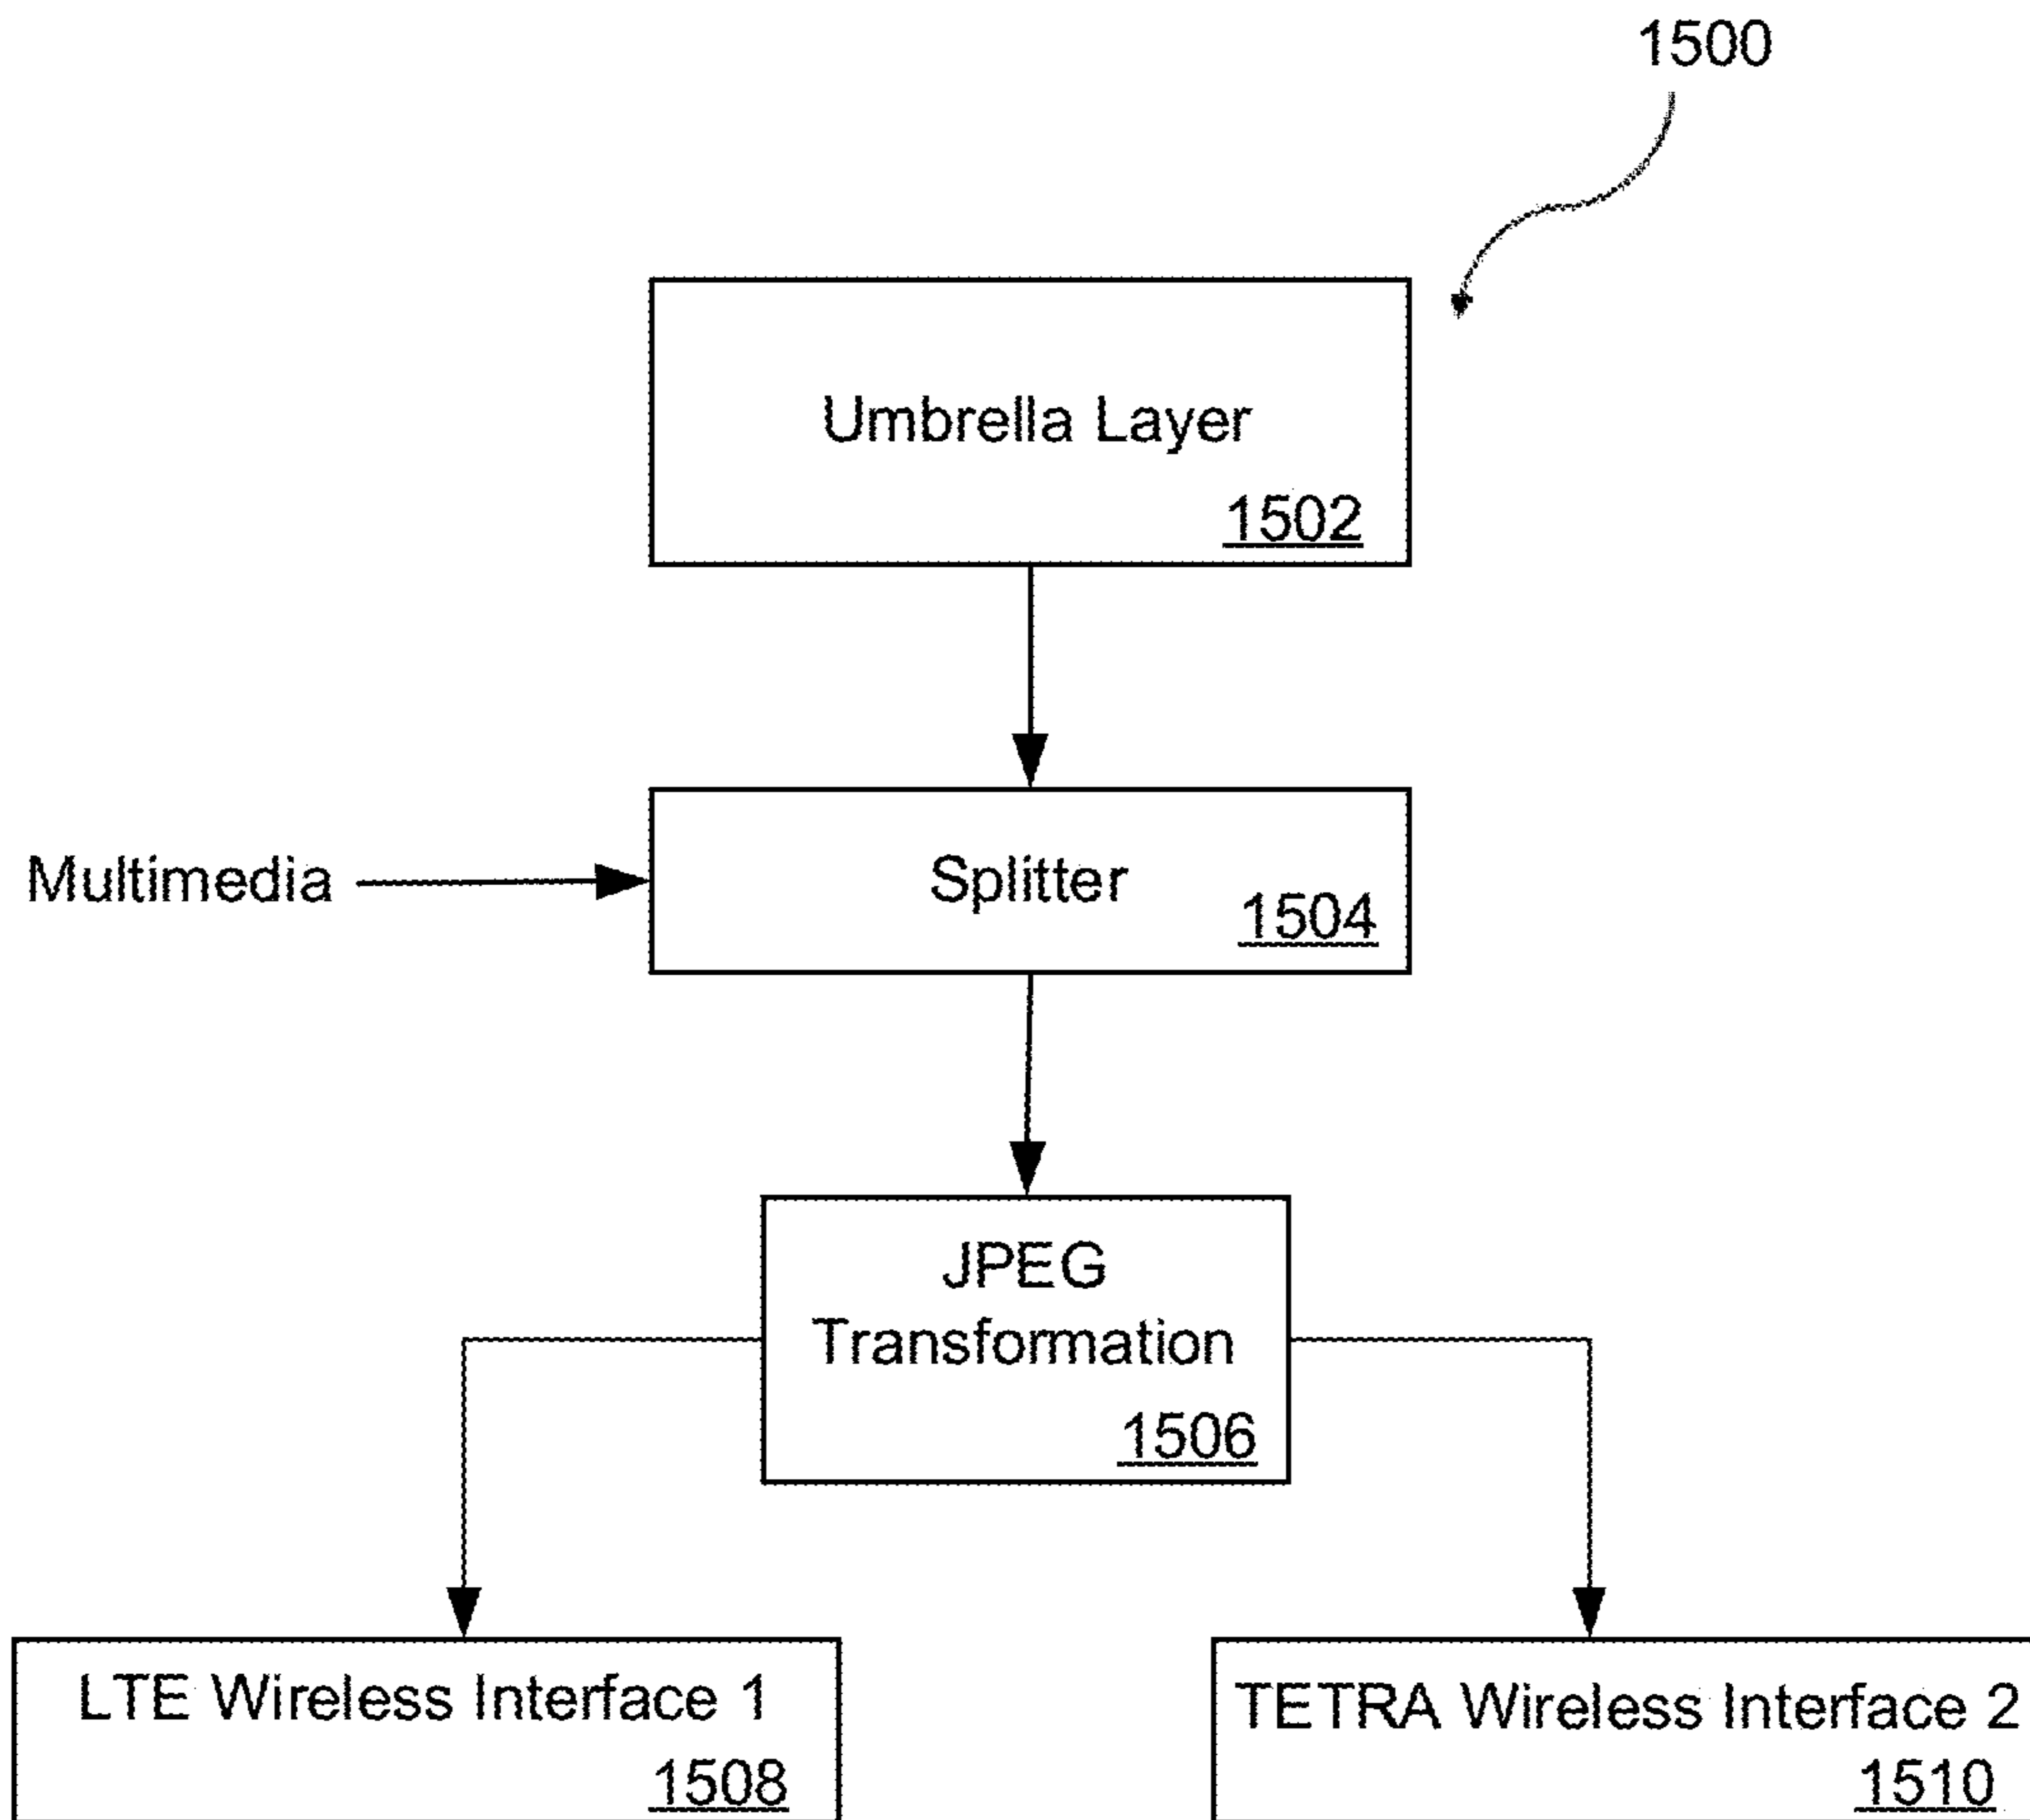 1500
Umbrella Layer
1502
Multimedia
Splitter
1504
JPEG
Transformation
1506
LTE Wireless Interface 1
1508
TETRA Wireless Interface 2
1510